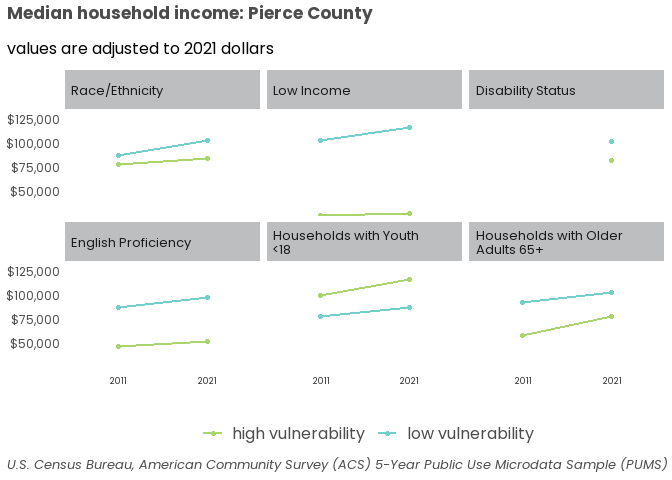 Median household income: Pierce County
values are adjusted to 2021 dollars
Race/Ethnicity
Low Income
Disability Status
$125,000
$100,000
$75,000
$50,000
English Proficiency
Households with Youth
<18
Households with Older
Adults 65+
$125,000
$100,000
$75,000
$50,000
2011 2021
2011 2021
2011 2021
high vulnerability low vulnerability
U.S. Census Bureau, American Community Survey (ACS) 5-Year Public Use Microdata Sample (PUMS)